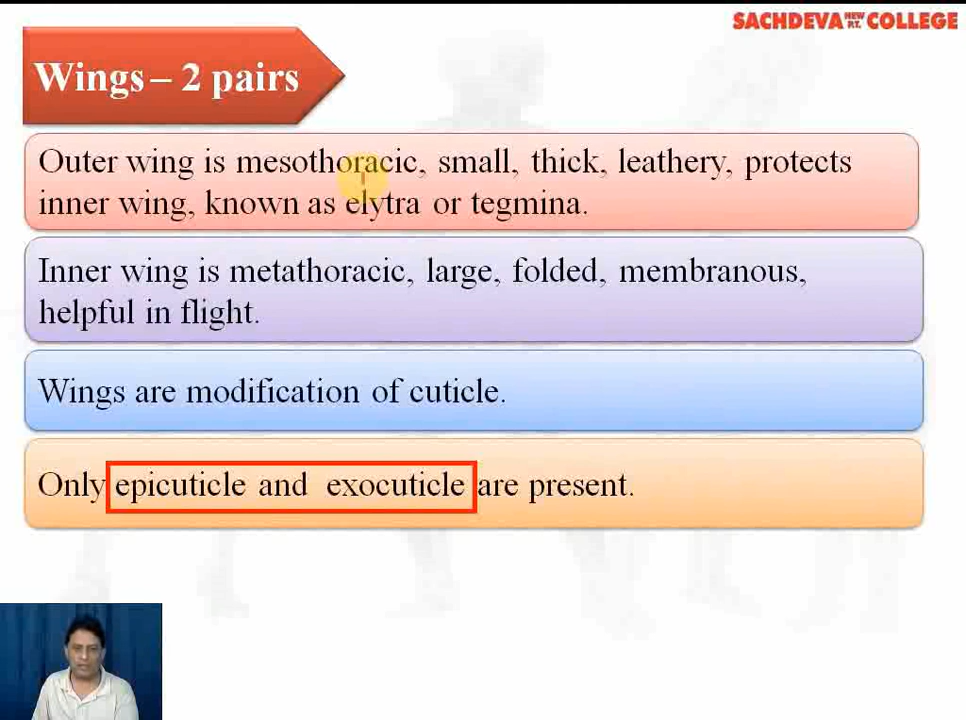 SACHDEVA NEW P.T. COLLEGE
Wings – 2 pairs
Outer wing is mesothoracic, small, thick, leathery, protects
inner wing, known as elytra or tegmina.
Inner wing is metathoracic, large, folded, membranous,
helpful in flight.
Wings are modification of cuticle.
Only epicuticle and exocuticle are present.